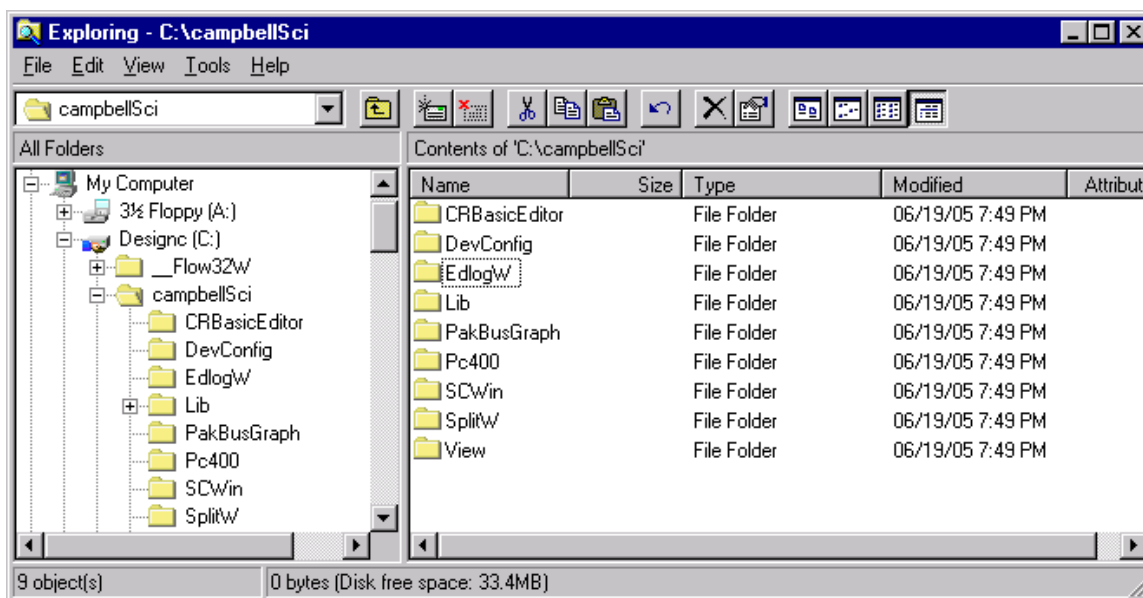 Exploring - C:\campbellSci
File Edit View Tools Help
campbellSci
All Folders
Contents of 'C:\campbellSci'
My Computer
3½ Floppy (A:)
Designc (C:)
__Flow32W
campbellSci
CRBasicEditor
DevConfig
EdlogW
Lib
PakBusGraph
Pc400
SCWin
SplitW
Name Size Type Modified Attribut
CRBasicEditor File Folder 06/19/05 7:49 PM
DevConfig File Folder 06/19/05 7:49 PM
EdlogW File Folder 06/19/05 7:49 PM
Lib File Folder 06/19/05 7:49 PM
PakBusGraph File Folder 06/19/05 7:49 PM
Pc400 File Folder 06/19/05 7:49 PM
SCWin File Folder 06/19/05 7:49 PM
SplitW File Folder 06/19/05 7:49 PM
View File Folder 06/19/05 7:49 PM
9 object(s) 0 bytes (Disk free space: 33.4MB)